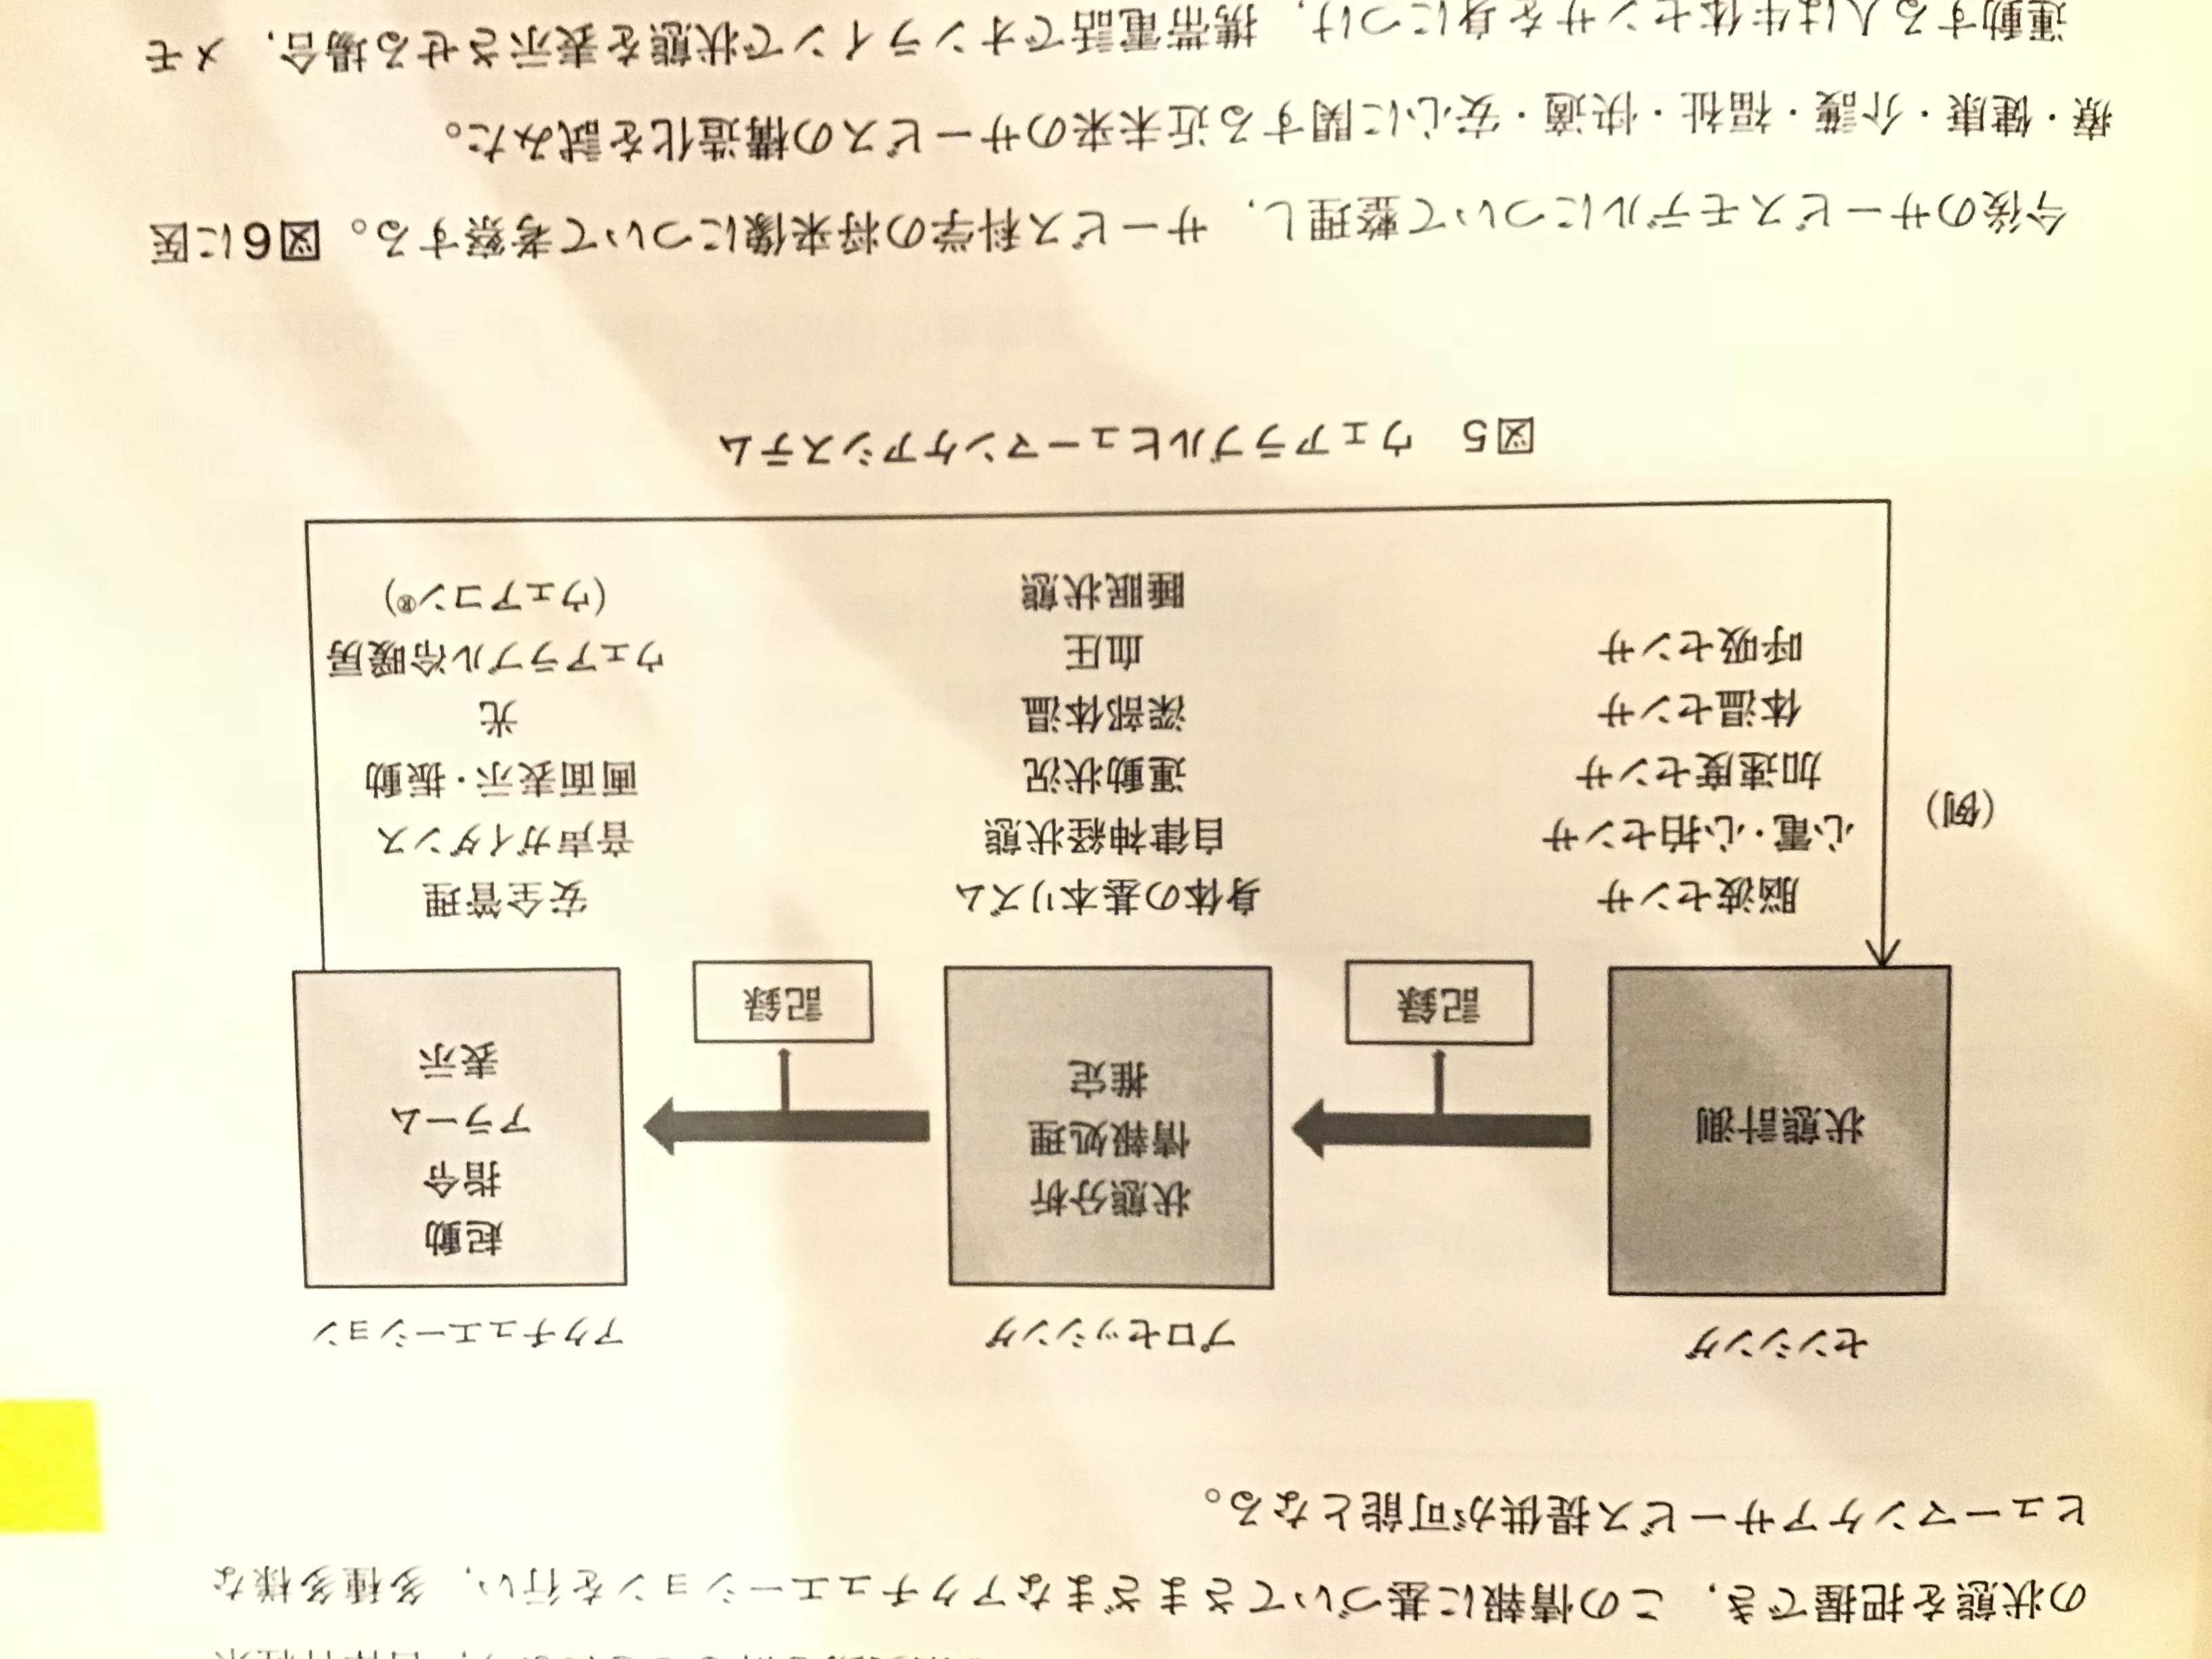 の状態を把握でき，この情報に基づいてさまざまなアクチュエーションを行い，多種多様な
ヒューマンケアサービス提供が可能となる。
センシング
プロセッシング
アクチュエーション
状態計測
状態分析
情報処理
推定
起動
指令
アラーム
表示
記録
記録
(例)
脳波センサ
心電・心拍センサ
加速度センサ
体温センサ
呼吸センサ
身体の基本リズム
自律神経状態
運動状況
深部体温
血圧
睡眠状態
安全管理
音声ガイダンス
画面表示・振動
光
ウェアラブル冷暖房
(ウェアコン®)
図5　ウェアラブルヒューマンケアシステム
今後のサービスモデルについて整理し，サービス科学の将来像について考察する。図6に医
療・健康・介護・福祉・快適・安心に関する近未来のサービスの構造化を試みた。
運動する人は生体センサを身につけ，携帯電話でオンラインで状態を表示させる場合，メモ